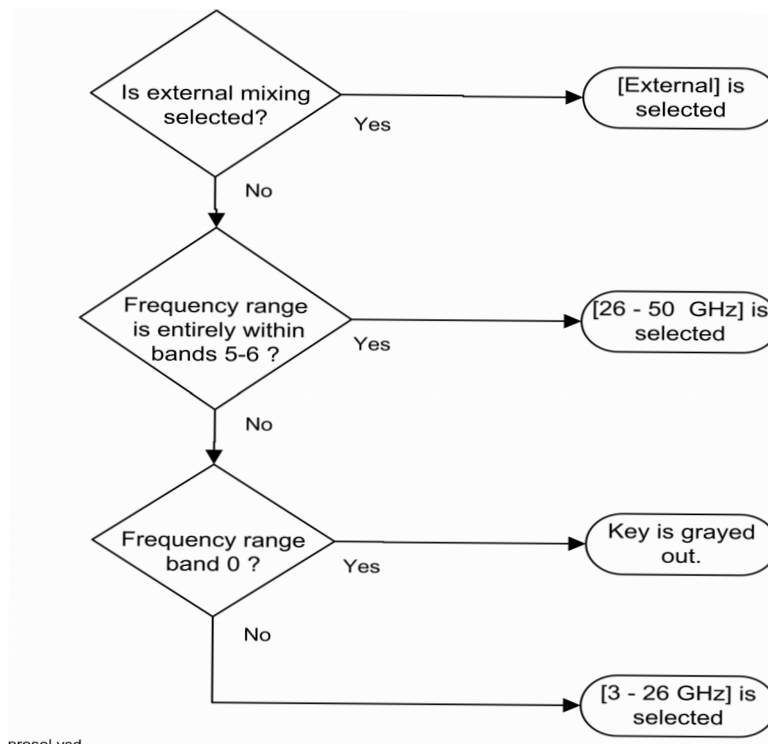 Is external mixing
selected?
Yes
[External] is
selected
No
Frequency range
is entirely within
bands 5-6 ?
Yes
[26 - 50 GHz] is
selected
No
Frequency range
band 0 ?
Yes
Key is grayed
out.
No
[3 - 26 GHz] is
selected
presel.vsd